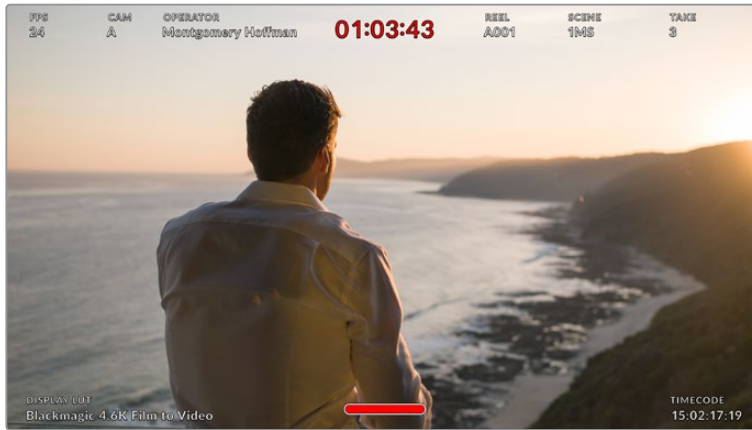 FPS
24
CAM
A
OPERATOR
Montgomery Hoffman
01:03:43
REEL
A001
SCENE
1MS
TAKE
3
DISPLAY LUT
Blackmagic 4.6K Film to Video
TIMECODE
15:02:17:19